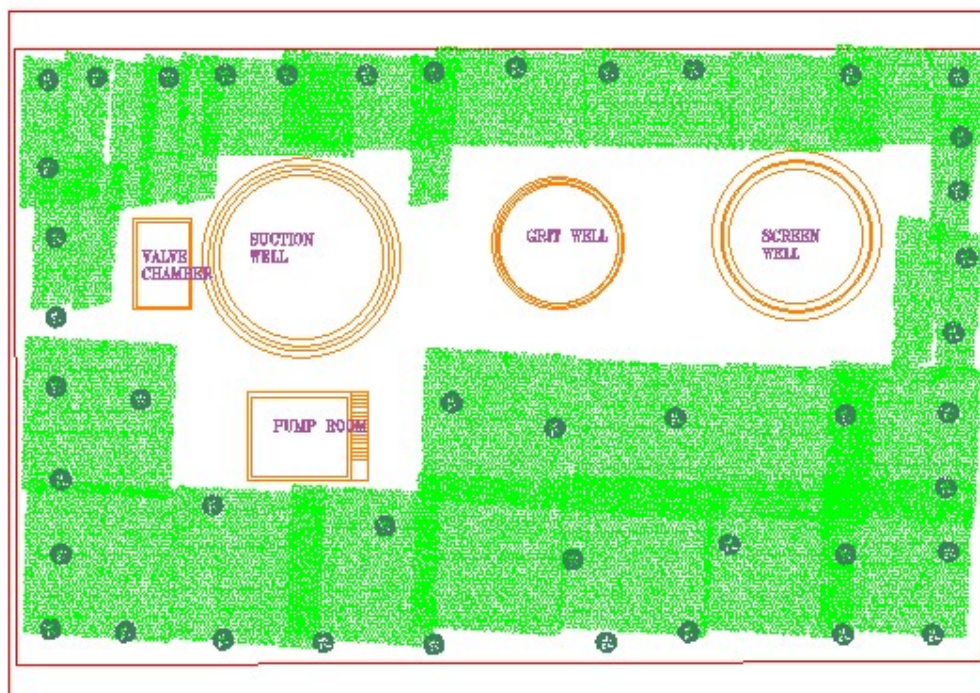 VALVE
CHAMBER
SUCTION
WELL
GRIT WELL
SCREEN
WELL
PUMP ROOM